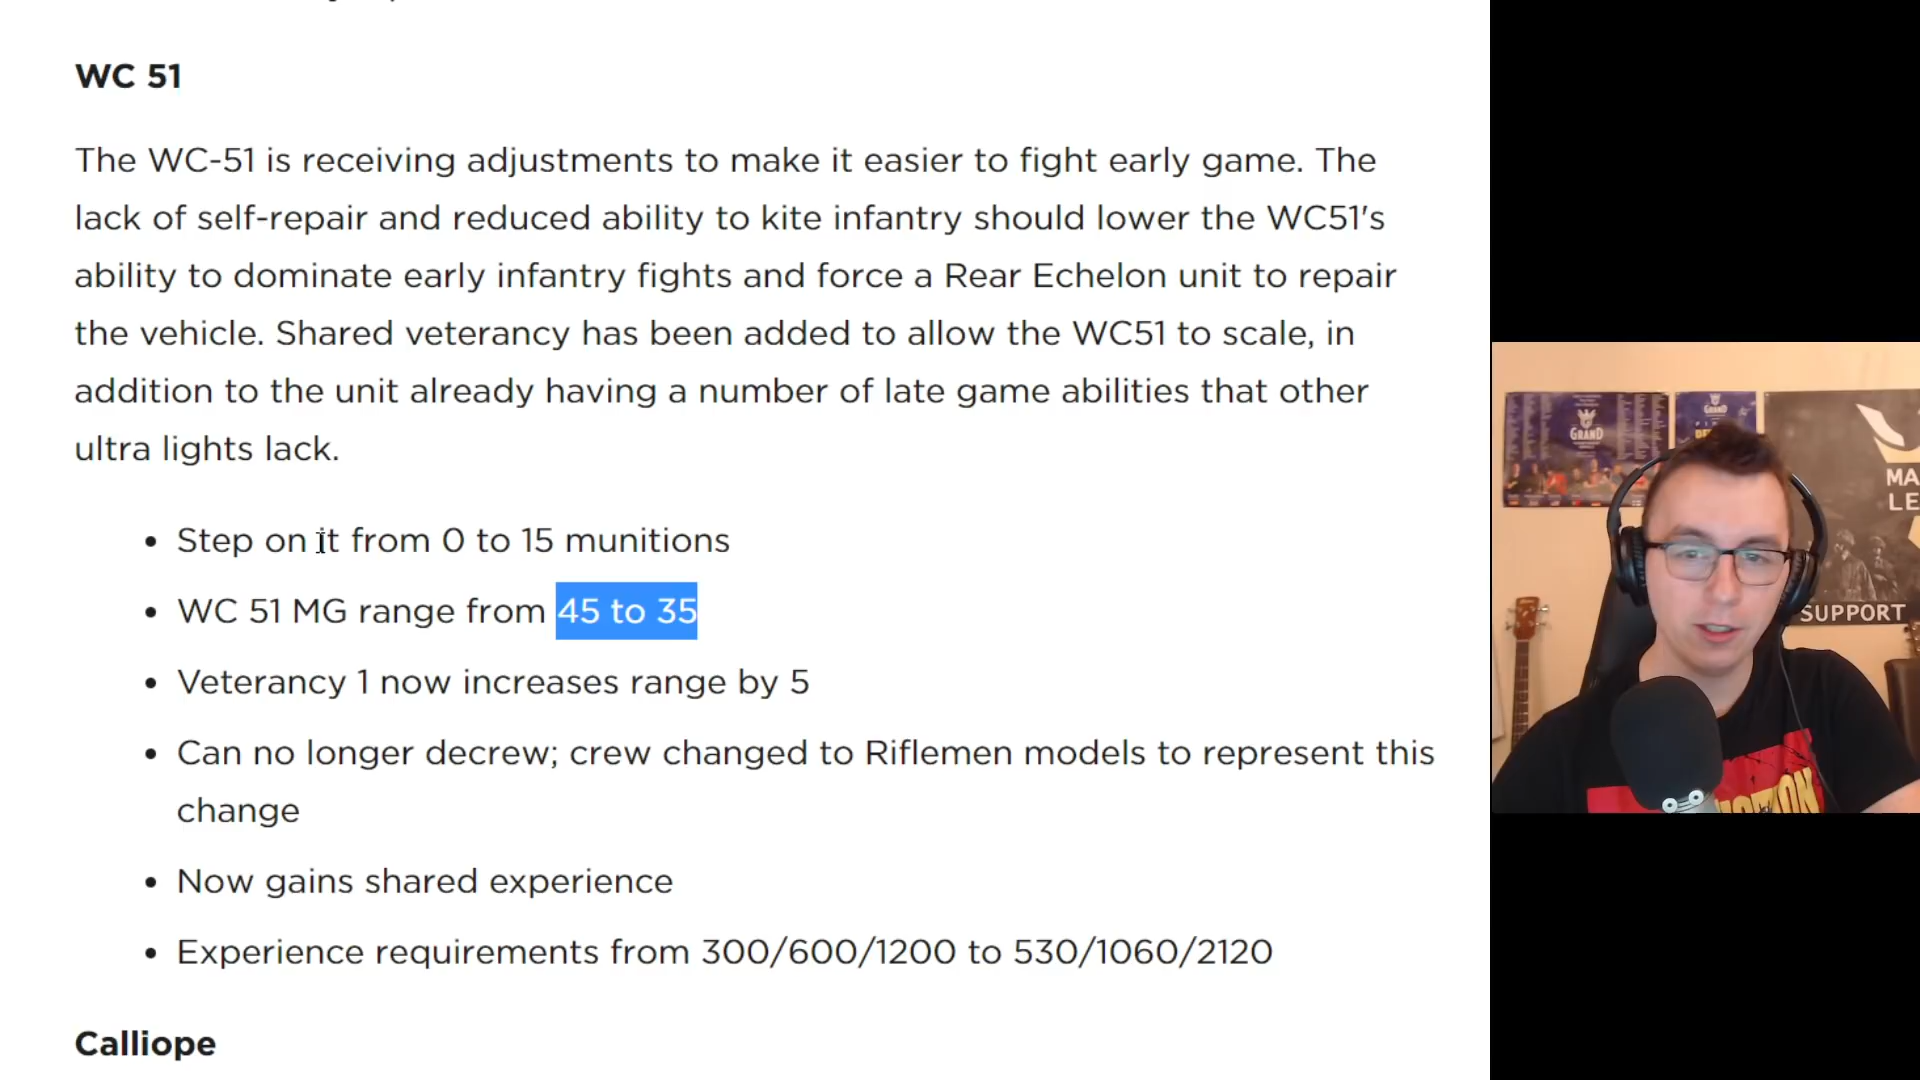 WC 51
The WC-51 is receiving adjustments to make it easier to fight early game. The
lack of self-repair and reduced ability to kite infantry should lower the WC51's
ability to dominate early infantry fights and force a Rear Echelon unit to repair
the vehicle. Shared veterancy has been added to allow the WC51 to scale, in
addition to the unit already having a number of late game abilities that other
ultra lights lack.
• Step on it from 0 to 15 munitions
• WC 51 MG range from 45 to 35
• Veterancy 1 now increases range by 5
• Can no longer decrew; crew changed to Riflemen models to represent this
change
• Now gains shared experience
• Experience requirements from 300/600/1200 to 530/1060/2120
Calliope
GRAND
GRAND
MA
LE
SUPPORT